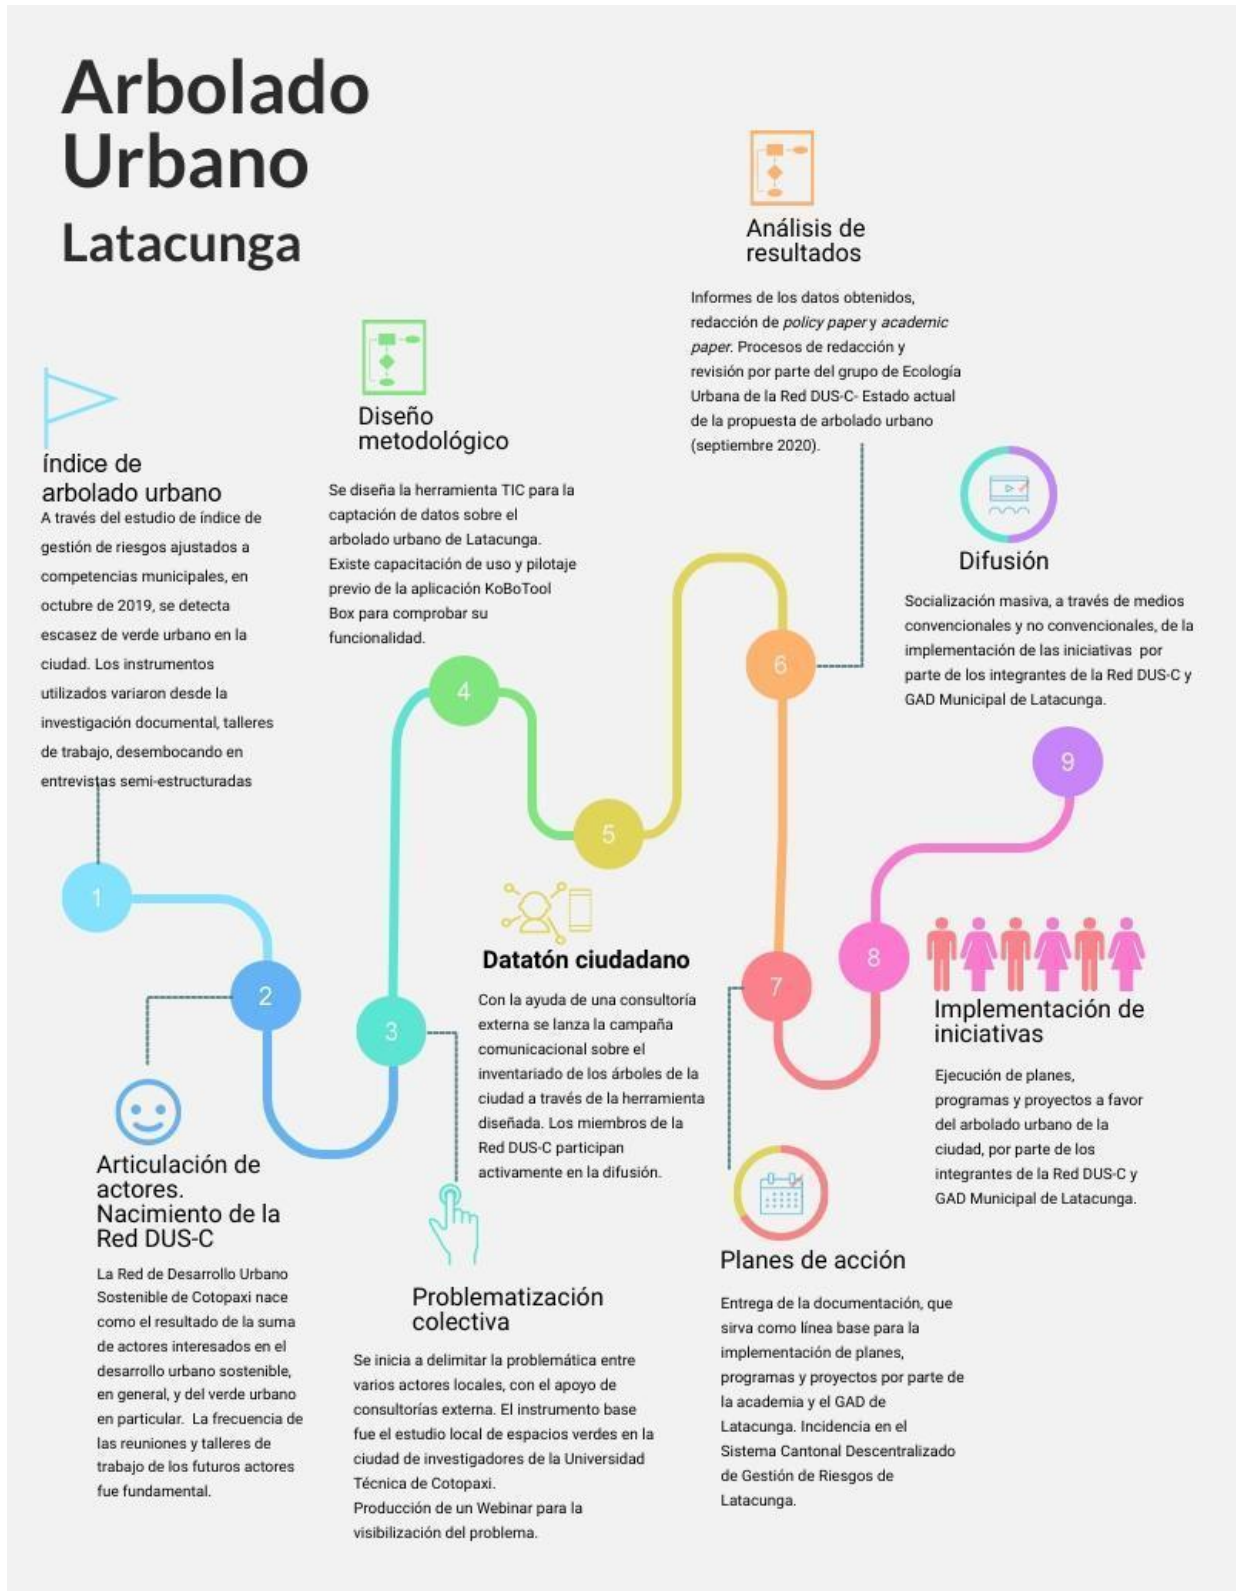 Arbolado
Urbano
Latacunga
índice de
arbolado urbano
A través del estudio de índice de
gestión de riesgos ajustados a
competencias municipales, en
octubre de 2019, se detecta
escasez de verde urbano en la
ciudad. Los instrumentos
utilizados variaron desde la
investigación documental, talleres
de trabajo, desembocando en
entrevistas semi-estructuradas
1
2
Articulación de
actores.
Nacimiento de la
Red DUS-C
La Red de Desarrollo Urbano
Sostenible de Cotopaxi nace
como el resultado de la suma
de actores interesados en el
desarrollo urbano sostenible,
en general, y del verde urbano
en particular. La frecuencia de
las reuniones y talleres de
trabajo de los futuros actores
fue fundamental.
3
Problematización
colectiva
Se inicia a delimitar la problemática entre
varios actores locales, con el apoyo de
consultorías externa. El instrumento base
fue el estudio local de espacios verdes en la
ciudad de investigadores de la Universidad
Técnica de Cotopaxi.
Producción de un Webinar para la
visibilización del problema.
Diseño
metodológico
Se diseña la herramienta TIC para la
captación de datos sobre el
arbolado urbano de Latacunga.
Existe capacitación de uso y pilotaje
previo de la aplicación KoBoTool
Box para comprobar su
funcionalidad.
4
5
Datatón ciudadano
Con la ayuda de una consultoría
externa se lanza la campaña
comunicacional sobre el
inventariado de los árboles de la
ciudad a través de la herramienta
diseñada. Los miembros de la
Red DUS-C participan
activamente en la difusión.
Análisis de
resultados
Informes de los datos obtenidos,
redacción de policy paper y academic
paper. Procesos de redacción y
revisión por parte del grupo de Ecología
Urbana de la Red DUS-C- Estado actual
de la propuesta de arbolado urbano
(septiembre 2020).
6
7
Planes de acción
Entrega de la documentación, que
sirva como línea base para la
implementación de planes,
programas y proyectos por parte de
la academia y el GAD de
Latacunga. Incidencia en el
Sistema Cantonal Descentralizado
de Gestión de Riesgos de
Latacunga.
8
Implementación de
iniciativas
Ejecución de planes,
programas y proyectos a favor
del arbolado urbano de la
ciudad, por parte de los
integrantes de la Red DUS-C y
GAD Municipal de Latacunga.
Difusión
Socialización masiva, a través de medios
convencionales y no convencionales, de la
implementación de las iniciativas por
parte de los integrantes de la Red DUS-C y
GAD Municipal de Latacunga.
9